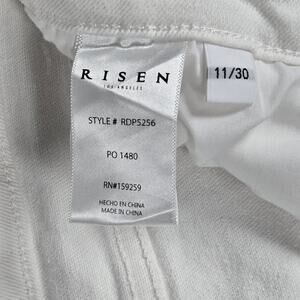 RISEN
LOS ANGELES
STYLE # RDP5256
PO 1480
RN#159259
HECHO EN CHINA
MADE IN CHINA
11/30